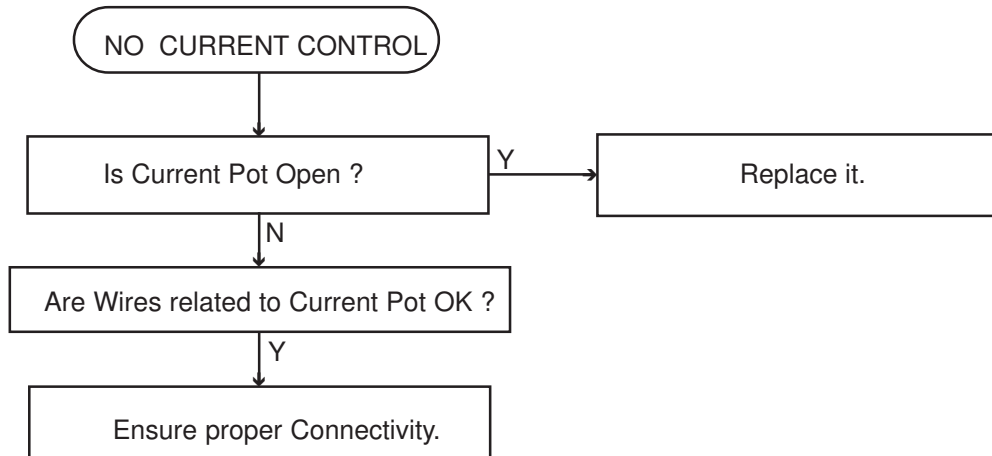 NO CURRENT CONTROL
Is Current Pot Open ?
Y
Replace it.
N
Are Wires related to Current Pot OK ?
Y
Ensure proper Connectivity.